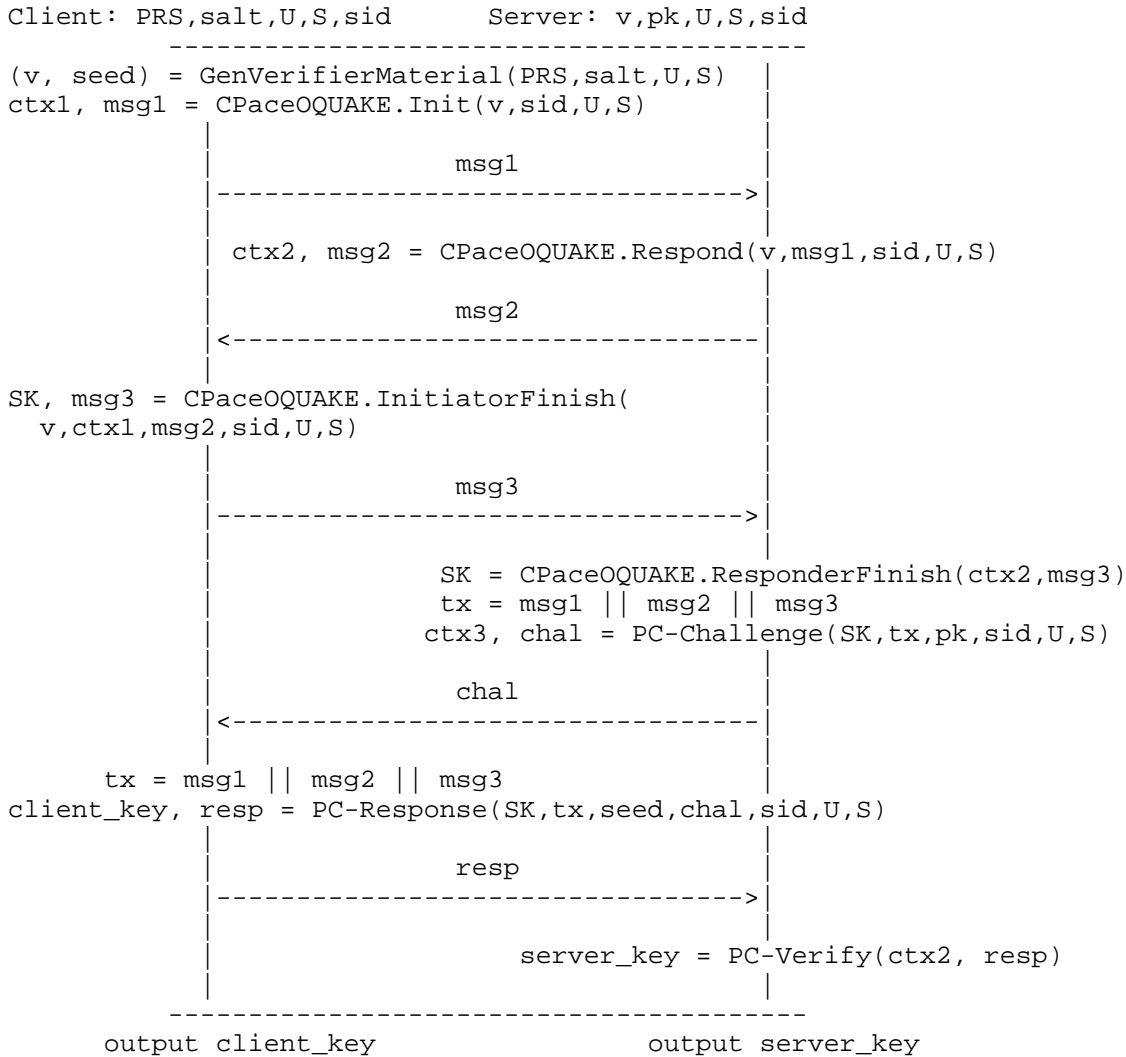 Client: PRS,salt,U,S,sid Server: v,pk,U,S,sid
----------------------------------------
(v, seed) = GenVerifierMaterial(PRS,salt,U,S)
ctx1, msg1 = CPaceOQUAKE.Init(v,sid,U,S)
msg1
ctx2, msg2 = CPaceOQUAKE.Respond(v,msg1,sid,U,S)
msg2
SK, msg3 = CPaceOQUAKE.InitiatorFinish(
v,ctx1,msg2,sid,U,S)
msg3
SK = CPaceOQUAKE.ResponderFinish(ctx2,msg3)
tx = msg1 || msg2 || msg3
ctx3, chal = PC-Challenge(SK,tx,pk,sid,U,S)
chal
tx = msg1 || msg2 || msg3
client_key, resp = PC-Response(SK,tx,seed,chal,sid,U,S)
resp
server_key = PC-Verify(ctx2, resp)
----------------------------------------
output client_key output server_key